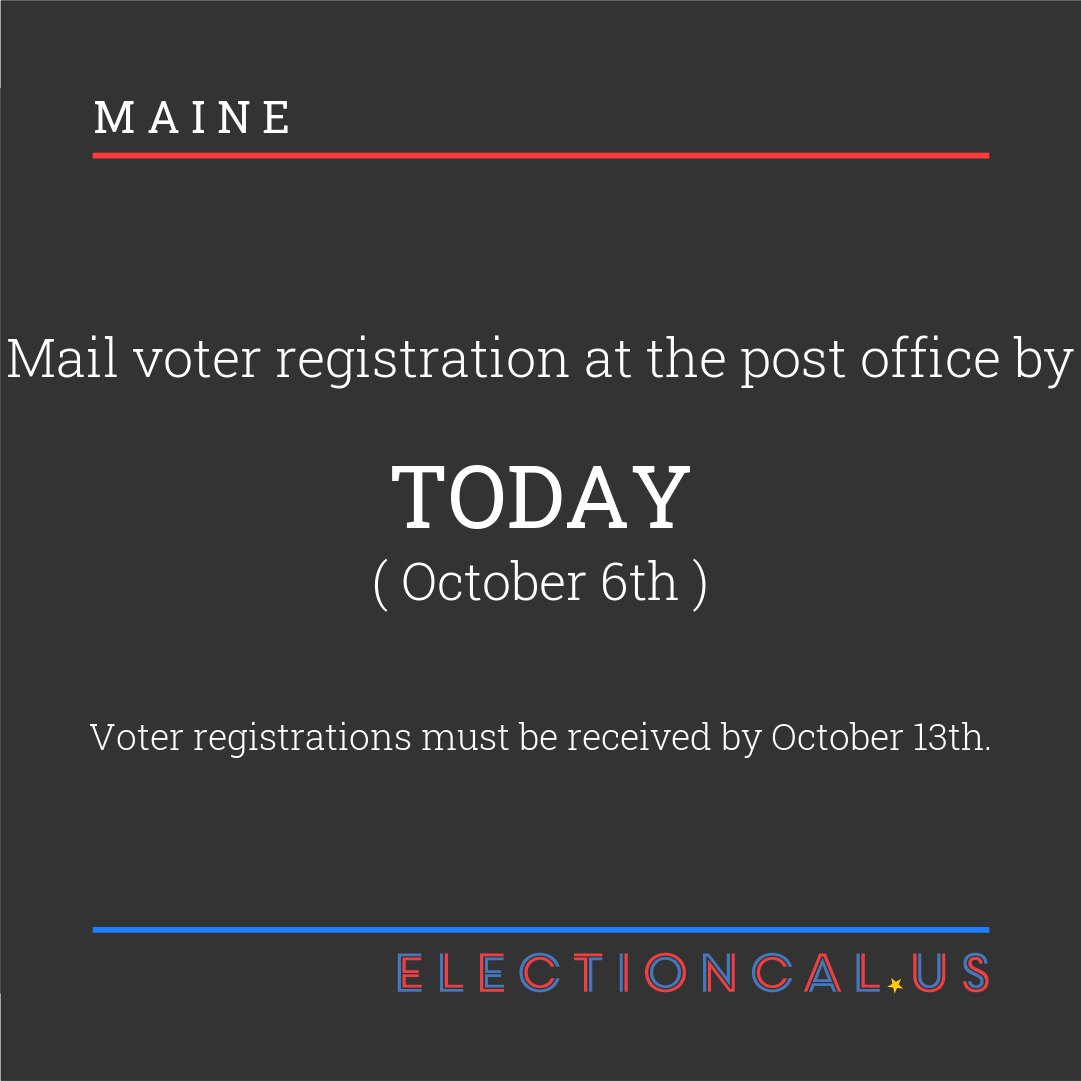 MAINE
Mail voter registration at the post office by
TODAY
( October 6th )
Voter registrations must be received by October 13th.
ELECTIONCAL.US